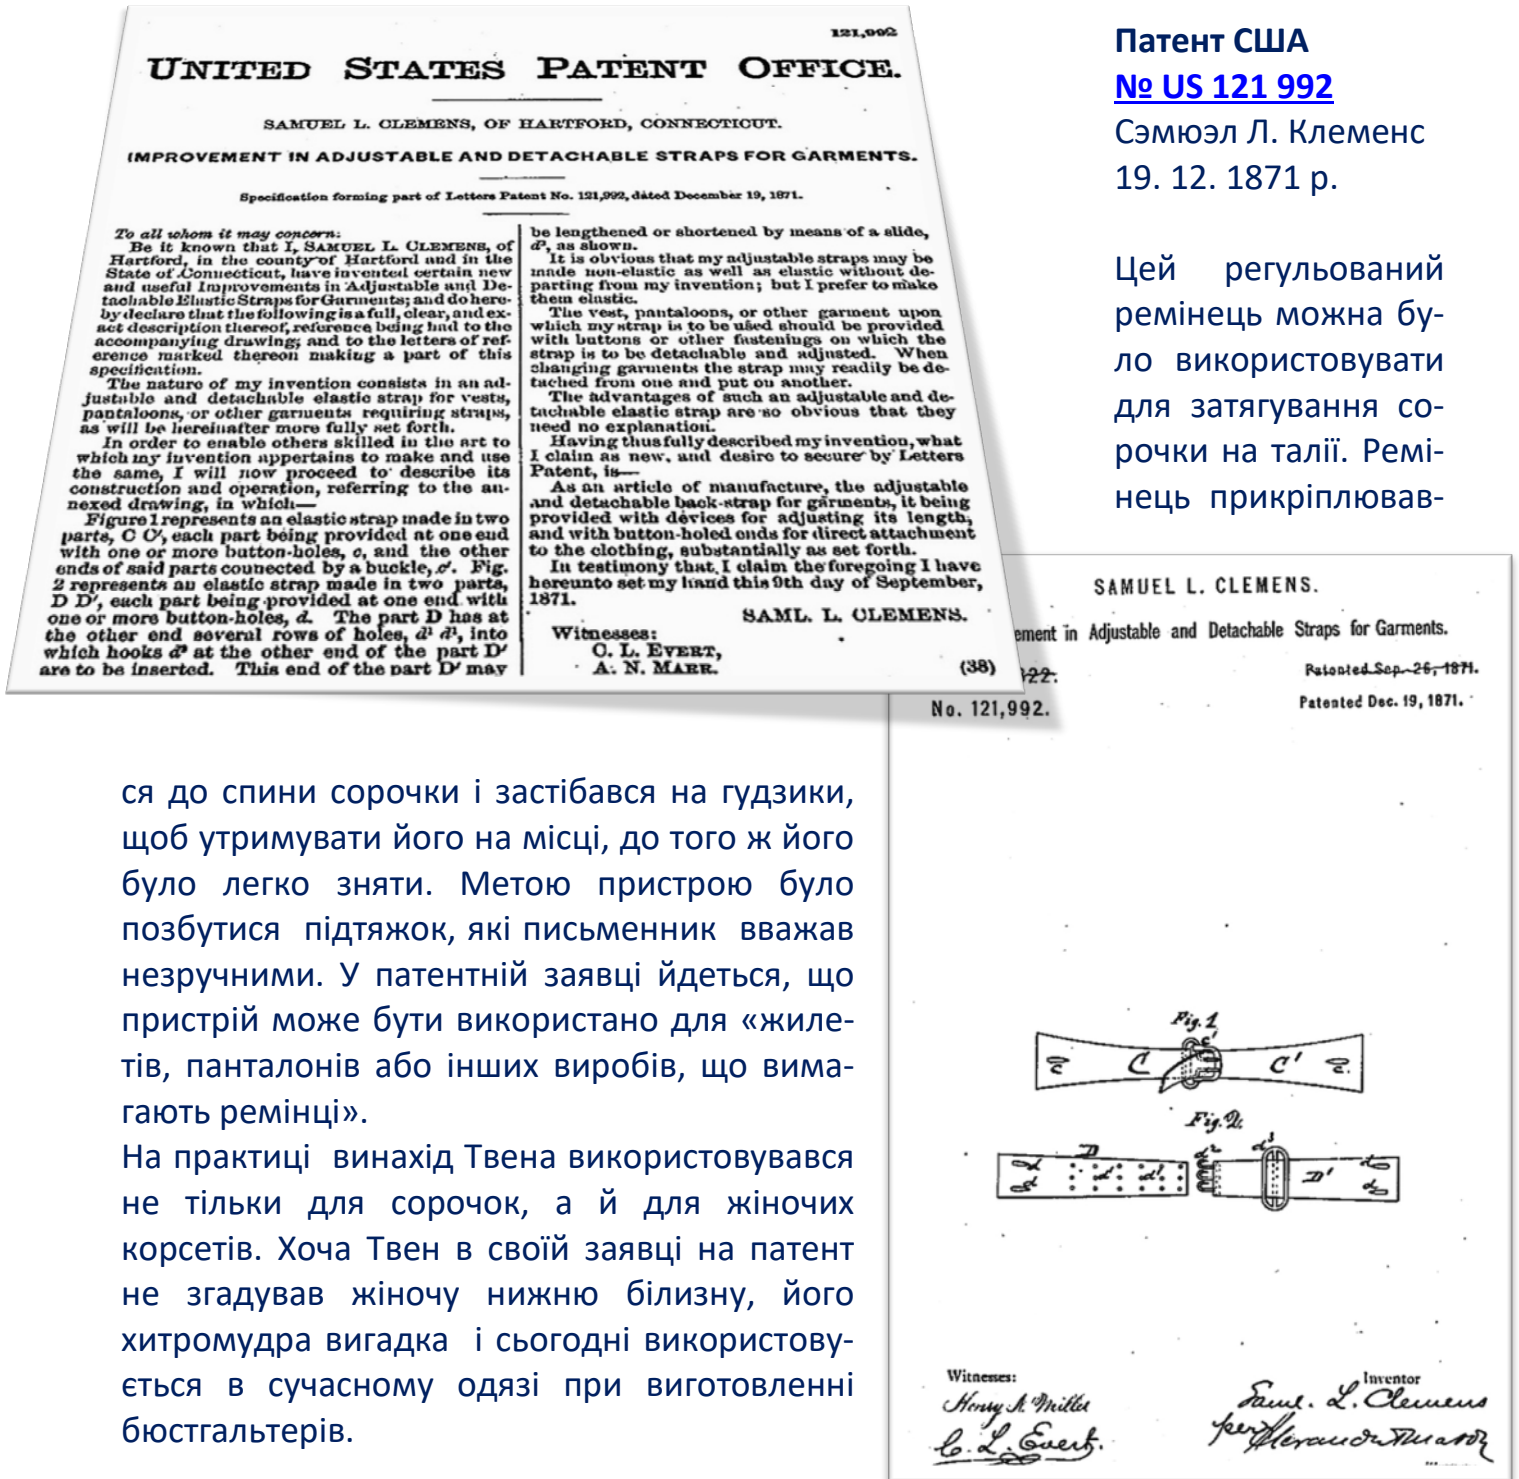 121,992
UNITED STATES PATENT OFFICE.
SAMUEL L. CLEMENS, OF HARTFORD, CONNECTICUT.
IMPROVEMENT IN ADJUSTABLE AND DETACHABLE STRAPS FOR GARMENTS.
Specification forming part of Letters Patent No. 121,992, dated December 19, 1871.
To all whom it may concern:
Be it known that I, SAMUEL L. CLEMENS, of
Hartford, in the county of Hartford and in the
State of Connecticut, have invented certain new
and useful Improvements in Adjustable and De-
tachable Elastic Straps for Garments; and do here-
by declare that the following is a full, clear, and ex-
act description thereof, reference being had to the
accompanying drawing; and to the letters of ref-
erence marked thereon making a part of this
specification.
The nature of my invention consists in an ad-
justable and detachable elastic strap for vests,
pantaloons, or other garments requiring straps,
as will be hereinafter more fully set forth.
In order to enable others skilled in the art to
which my invention appertains to make and use
the same, I will now proceed to describe its
construction and operation, referring to the an-
nexed drawing, in which—
Figure 1 represents an elastic strap made in two
parts, C C', each part being provided at one end
with one or more button-holes, c, and the other
ends of said parts connected by a buckle, c'. Fig.
2 represents an elastic strap made in two parts,
D D', each part being provided at one end with
one or more button-holes, d. The part D has at
the other end several rows of holes, d¹ d¹, into
which hooks d² at the other end of the part D'
are to be inserted. This end of the part D' may
be lengthened or shortened by means of a slide,
d³, as shown.
It is obvious that my adjustable straps may be
made non-elastic as well as elastic without de-
parting from my invention; but I prefer to make
them elastic.
The vest, pantaloons, or other garment upon
which my strap is to be used should be provided
with buttons or other fastenings on which the
strap is to be detachable and adjusted. When
changing garments the strap may readily be de-
tached from one and put on another.
The advantages of such an adjustable and de-
tachable elastic strap are so obvious that they
need no explanation.
Having thus fully described my invention, what
I claim as new, and desire to secure by Letters
Patent, is—
As an article of manufacture, the adjustable
and detachable back-strap for garments, it being
provided with devices for adjusting its length,
and with button-holed ends for direct attachment
to the clothing, substantially as set forth.
In testimony that I claim the foregoing I have
hereunto set my hand this 9th day of September,
1871.
SAML. L. CLEMENS.
Witnesses:
C. L. EVERT,
A. N. MARR.
(38)
Патент США
№ US 121 992
Сэмюэл Л. Клеменс
19. 12. 1871 р.
Цей регульований
ремінець можна бу-
ло використовувати
для затягування со-
рочки на талії. Ремі-
нець прикріплював-
ся до спини сорочки і застібався на гудзики,
щоб утримувати його на місці, до того ж його
було легко зняти. Метою пристрою було
позбутися підтяжок, які письменник вважав
незручними. У патентній заявці йдеться, що
пристрій може бути використано для «жиле-
тів, панталонів або інших виробів, що вима-
гають ремінці».
На практиці винахід Твена використовувався
не тільки для сорочок, а й для жіночих
корсетів. Хоча Твен в своїй заявці на патент
не згадував жіночу нижню білизну, його
хитромудра вигадка і сьогодні використову-
ється в сучасному одязі при виготовленні
бюстгальтерів.
SAMUEL L. CLEMENS.
ement in Adjustable and Detachable Straps for Garments.
22.
Patented Sep. 26, 1871.
No. 121,992.
Patented Dec. 19, 1871.
Fig. 1
c'
c C C' c.
Fig. 2.
D d² d³
d d' d' D' d
d d
Witnesses:
Henry N. Miller
C. L. Evert.
Inventor
Saml. L. Clemens
per Alexander Mason